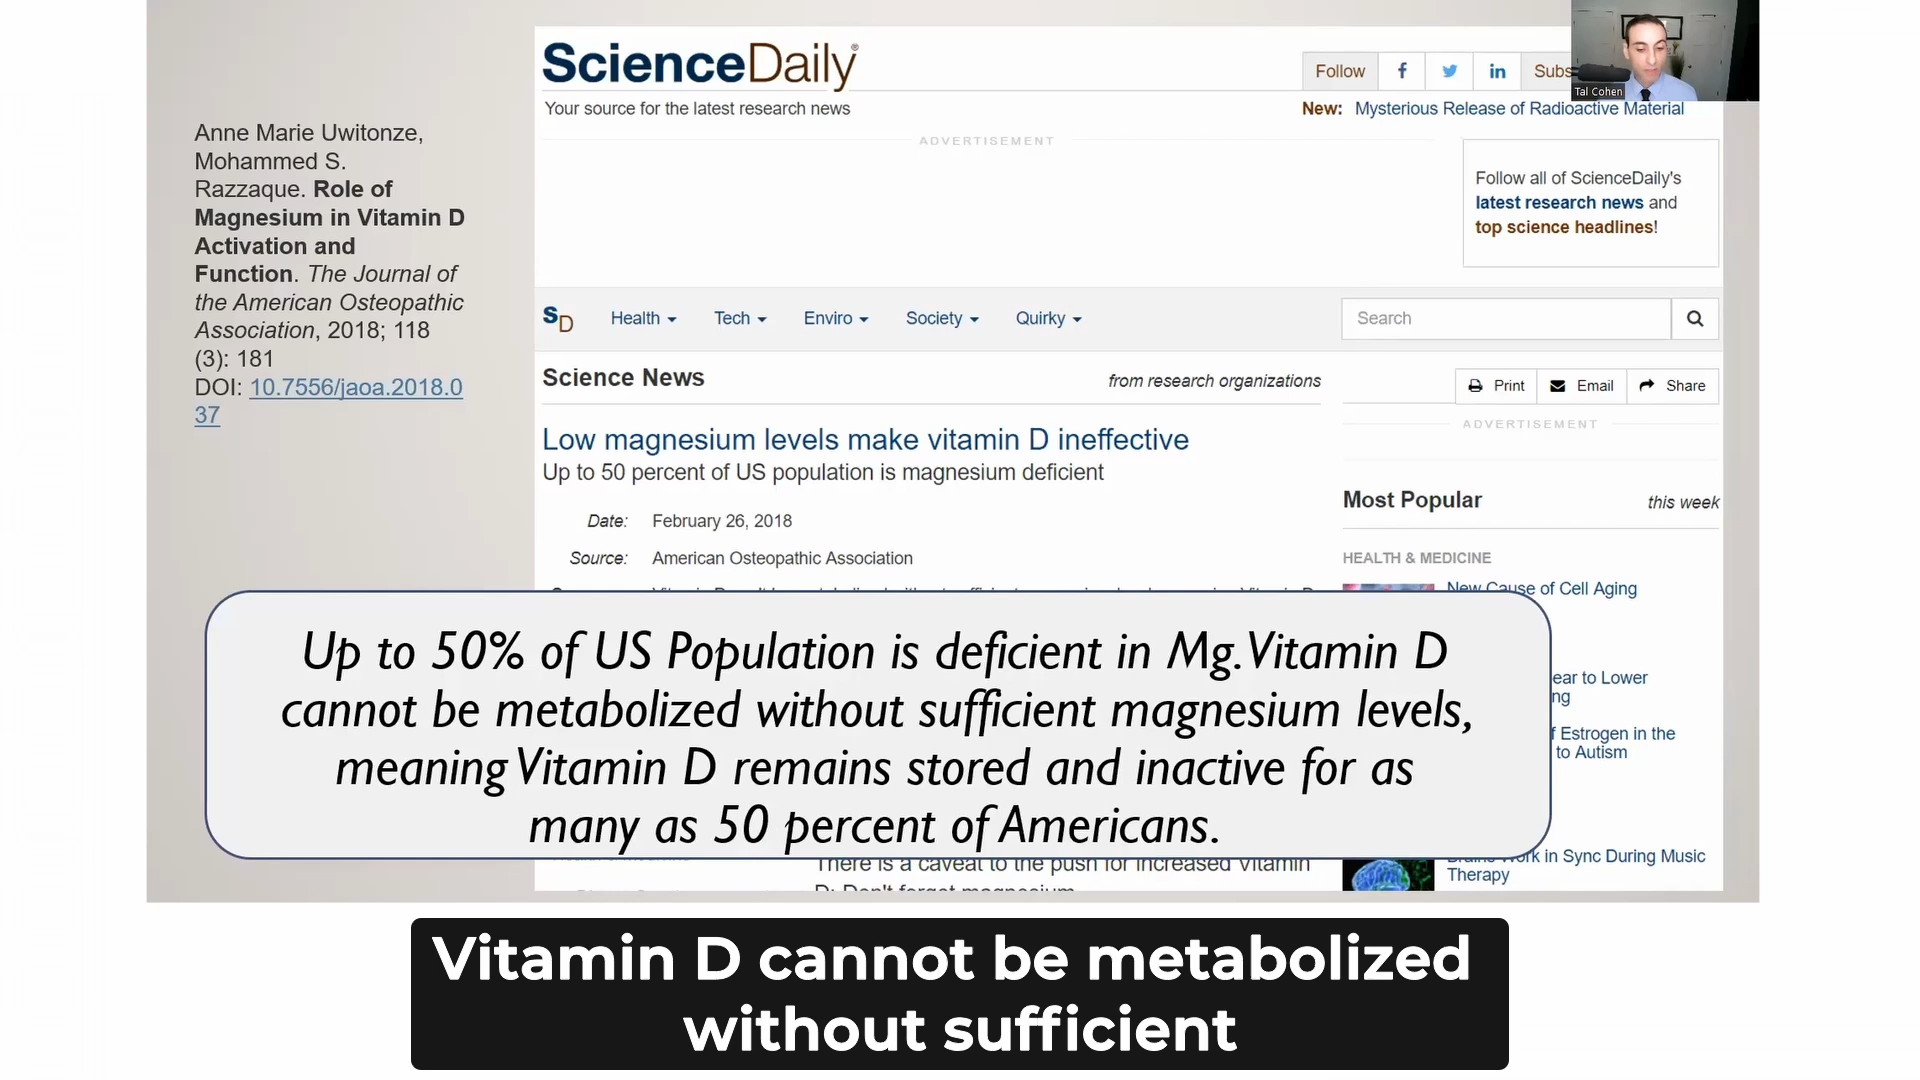 Anne Marie Uwitonze,
Mohammed S.
Razzaque. Role of
Magnesium in Vitamin D
Activation and
Function. The Journal of
the American Osteopathic
Association, 2018; 118
(3): 181
DOI: 10.7556/jaoa.2018.0
37
ScienceDaily®
Your source for the latest research news
Follow
Subs
Tal Cohen
New: Mysterious Release of Radioactive Material
ADVERTISEMENT
Follow all of ScienceDaily's
latest research news and
top science headlines!
SD Health Tech Enviro Society Quirky
Search
Science News
from research organizations
Print Email Share
ADVERTISEMENT
Low magnesium levels make vitamin D ineffective
Up to 50 percent of US population is magnesium deficient
Date: February 26, 2018
Source: American Osteopathic Association
Most Popular
this week
HEALTH & MEDICINE
New Cause of Cell Aging
ear to Lower
ng
f Estrogen in the
to Autism
Up to 50% of US Population is deficient in Mg. Vitamin D
cannot be metabolized without sufficient magnesium levels,
meaning Vitamin D remains stored and inactive for as
many as 50 percent of Americans.
There is a caveat to the push for increased Vitamin
D: Don't forget magnesium
Brains Work in Sync During Music
Therapy
Vitamin D cannot be metabolized
without sufficient